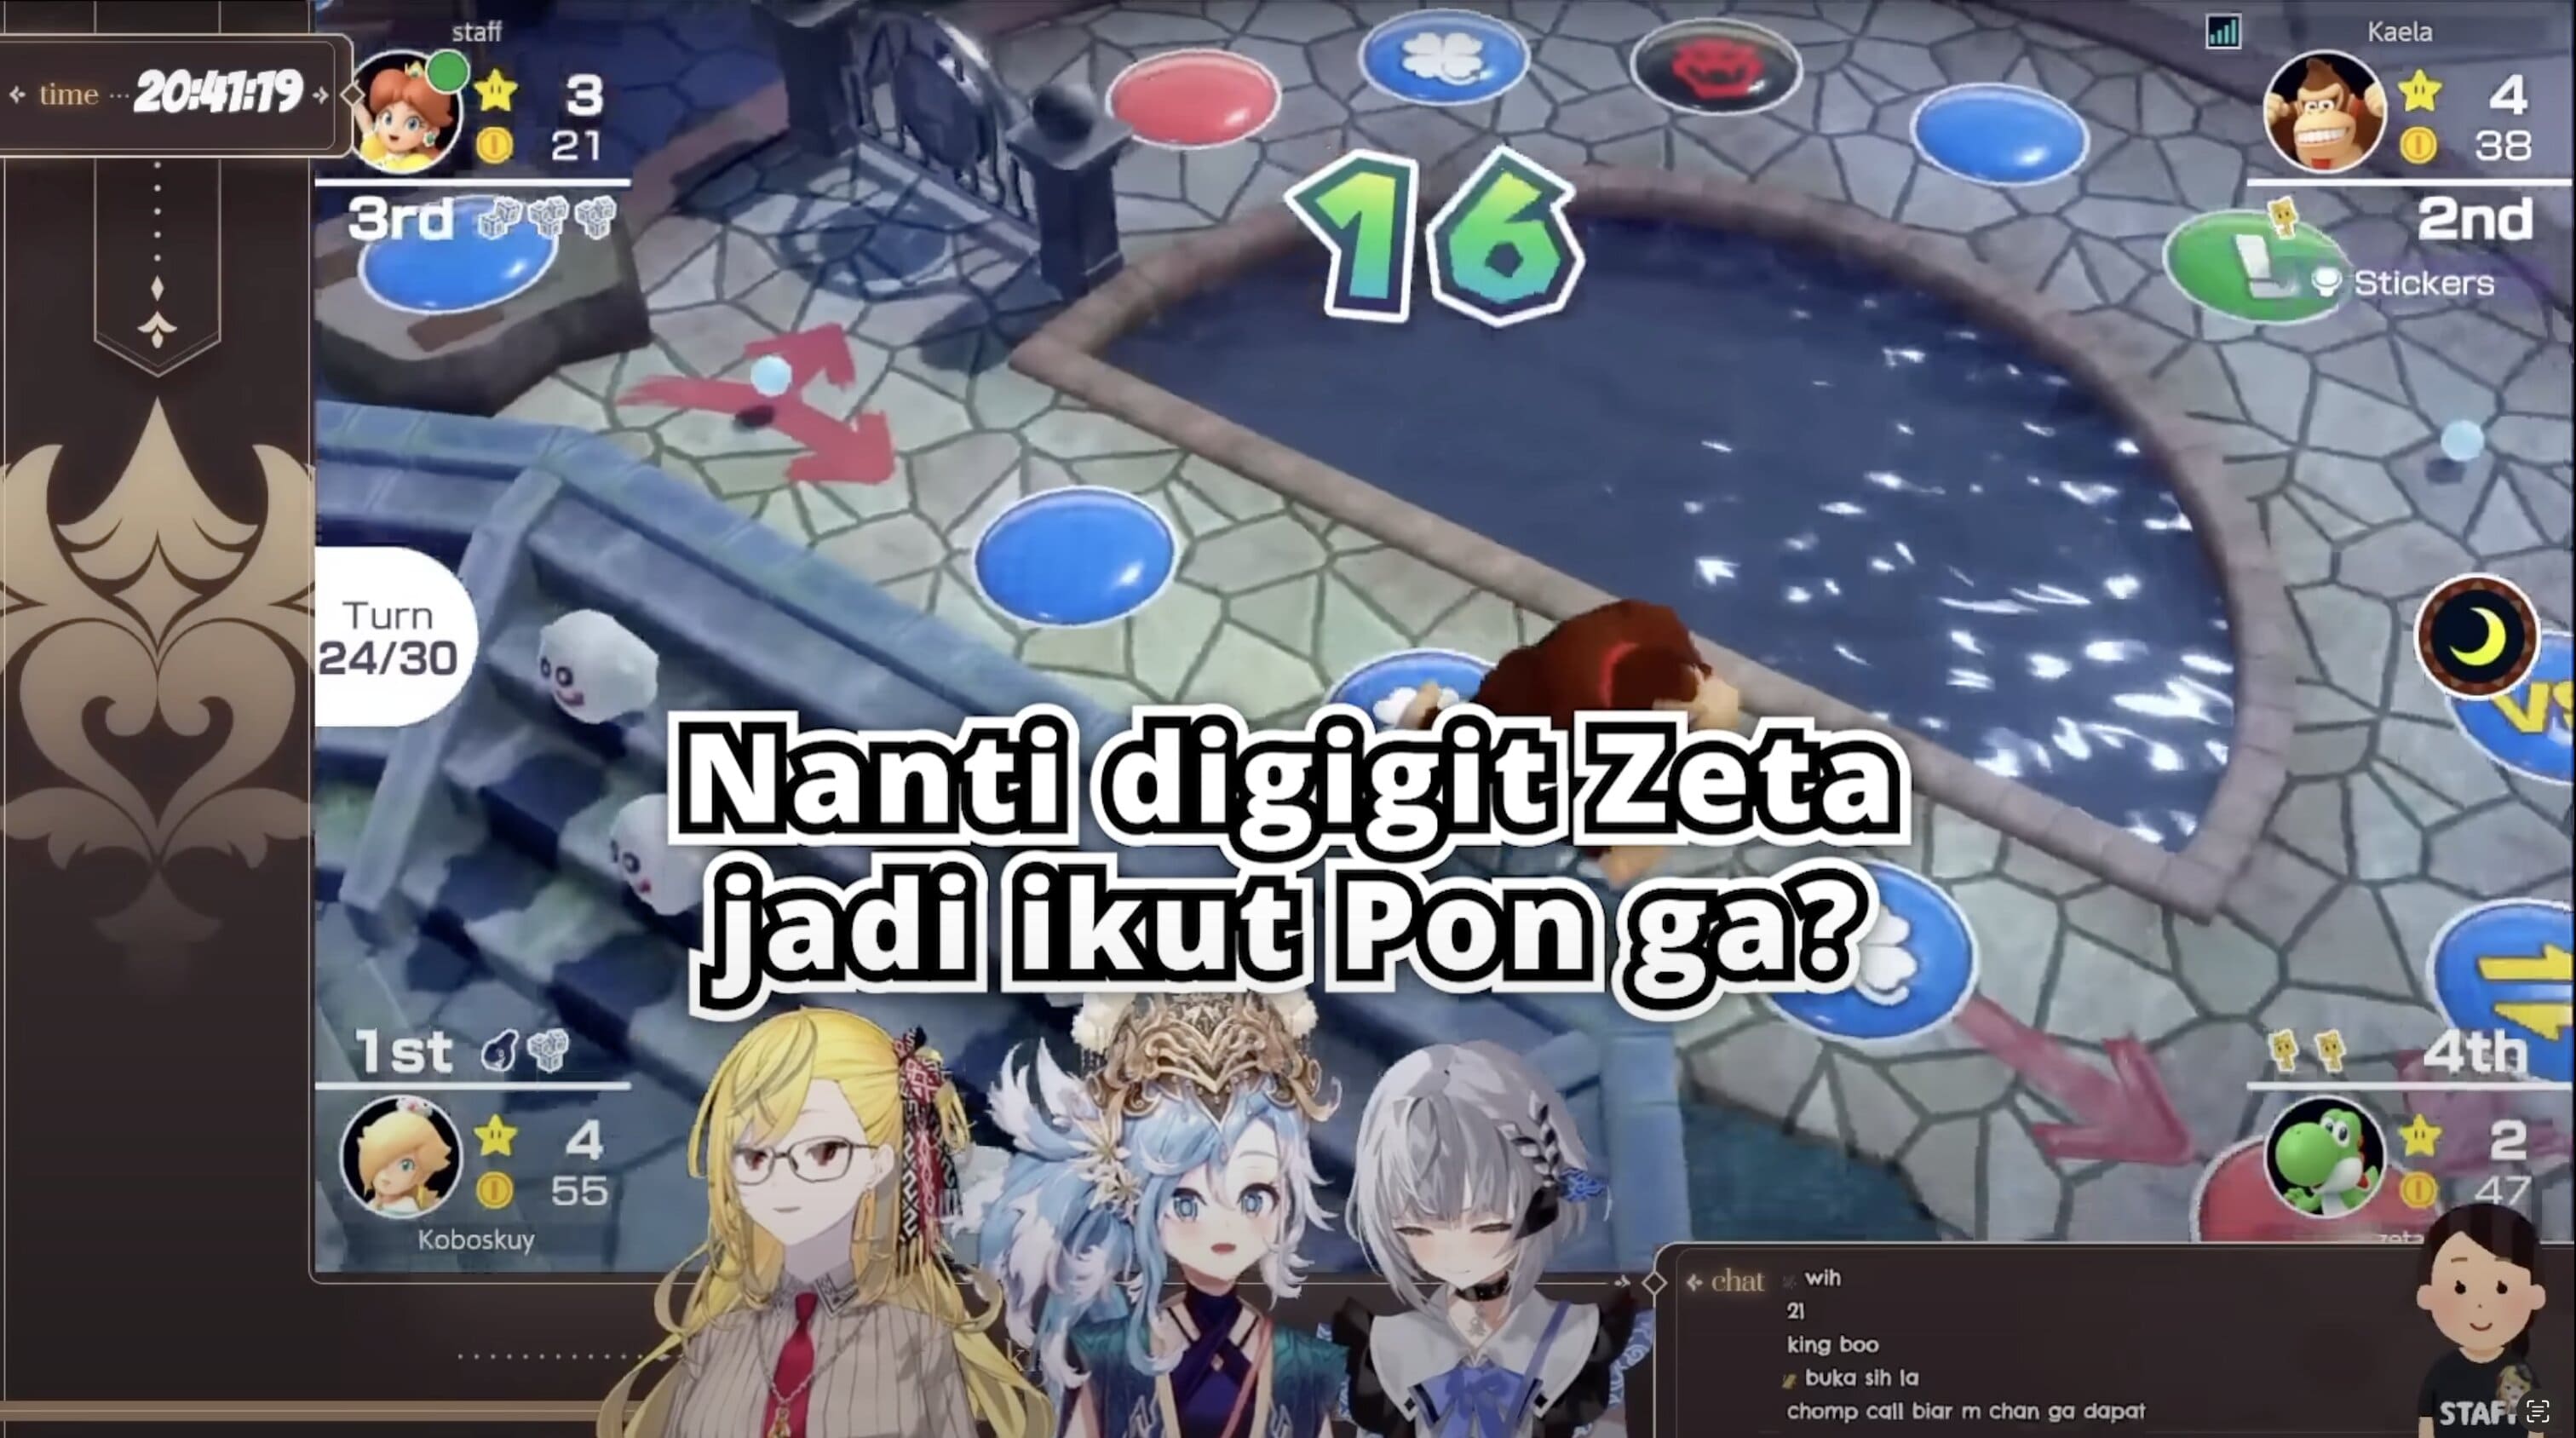 staff
time 20:41:19
3
21
3rd
Kaela
4
38
2nd
Stickers
16
Turn
24/30
VS
Nanti digigit Zeta
jadi ikut Pon ga?
1st
4
55
Koboskuy
4th
2
47
zeta
chat
wih
21
king boo
buka sih la
chomp call biar m chan ga dapat